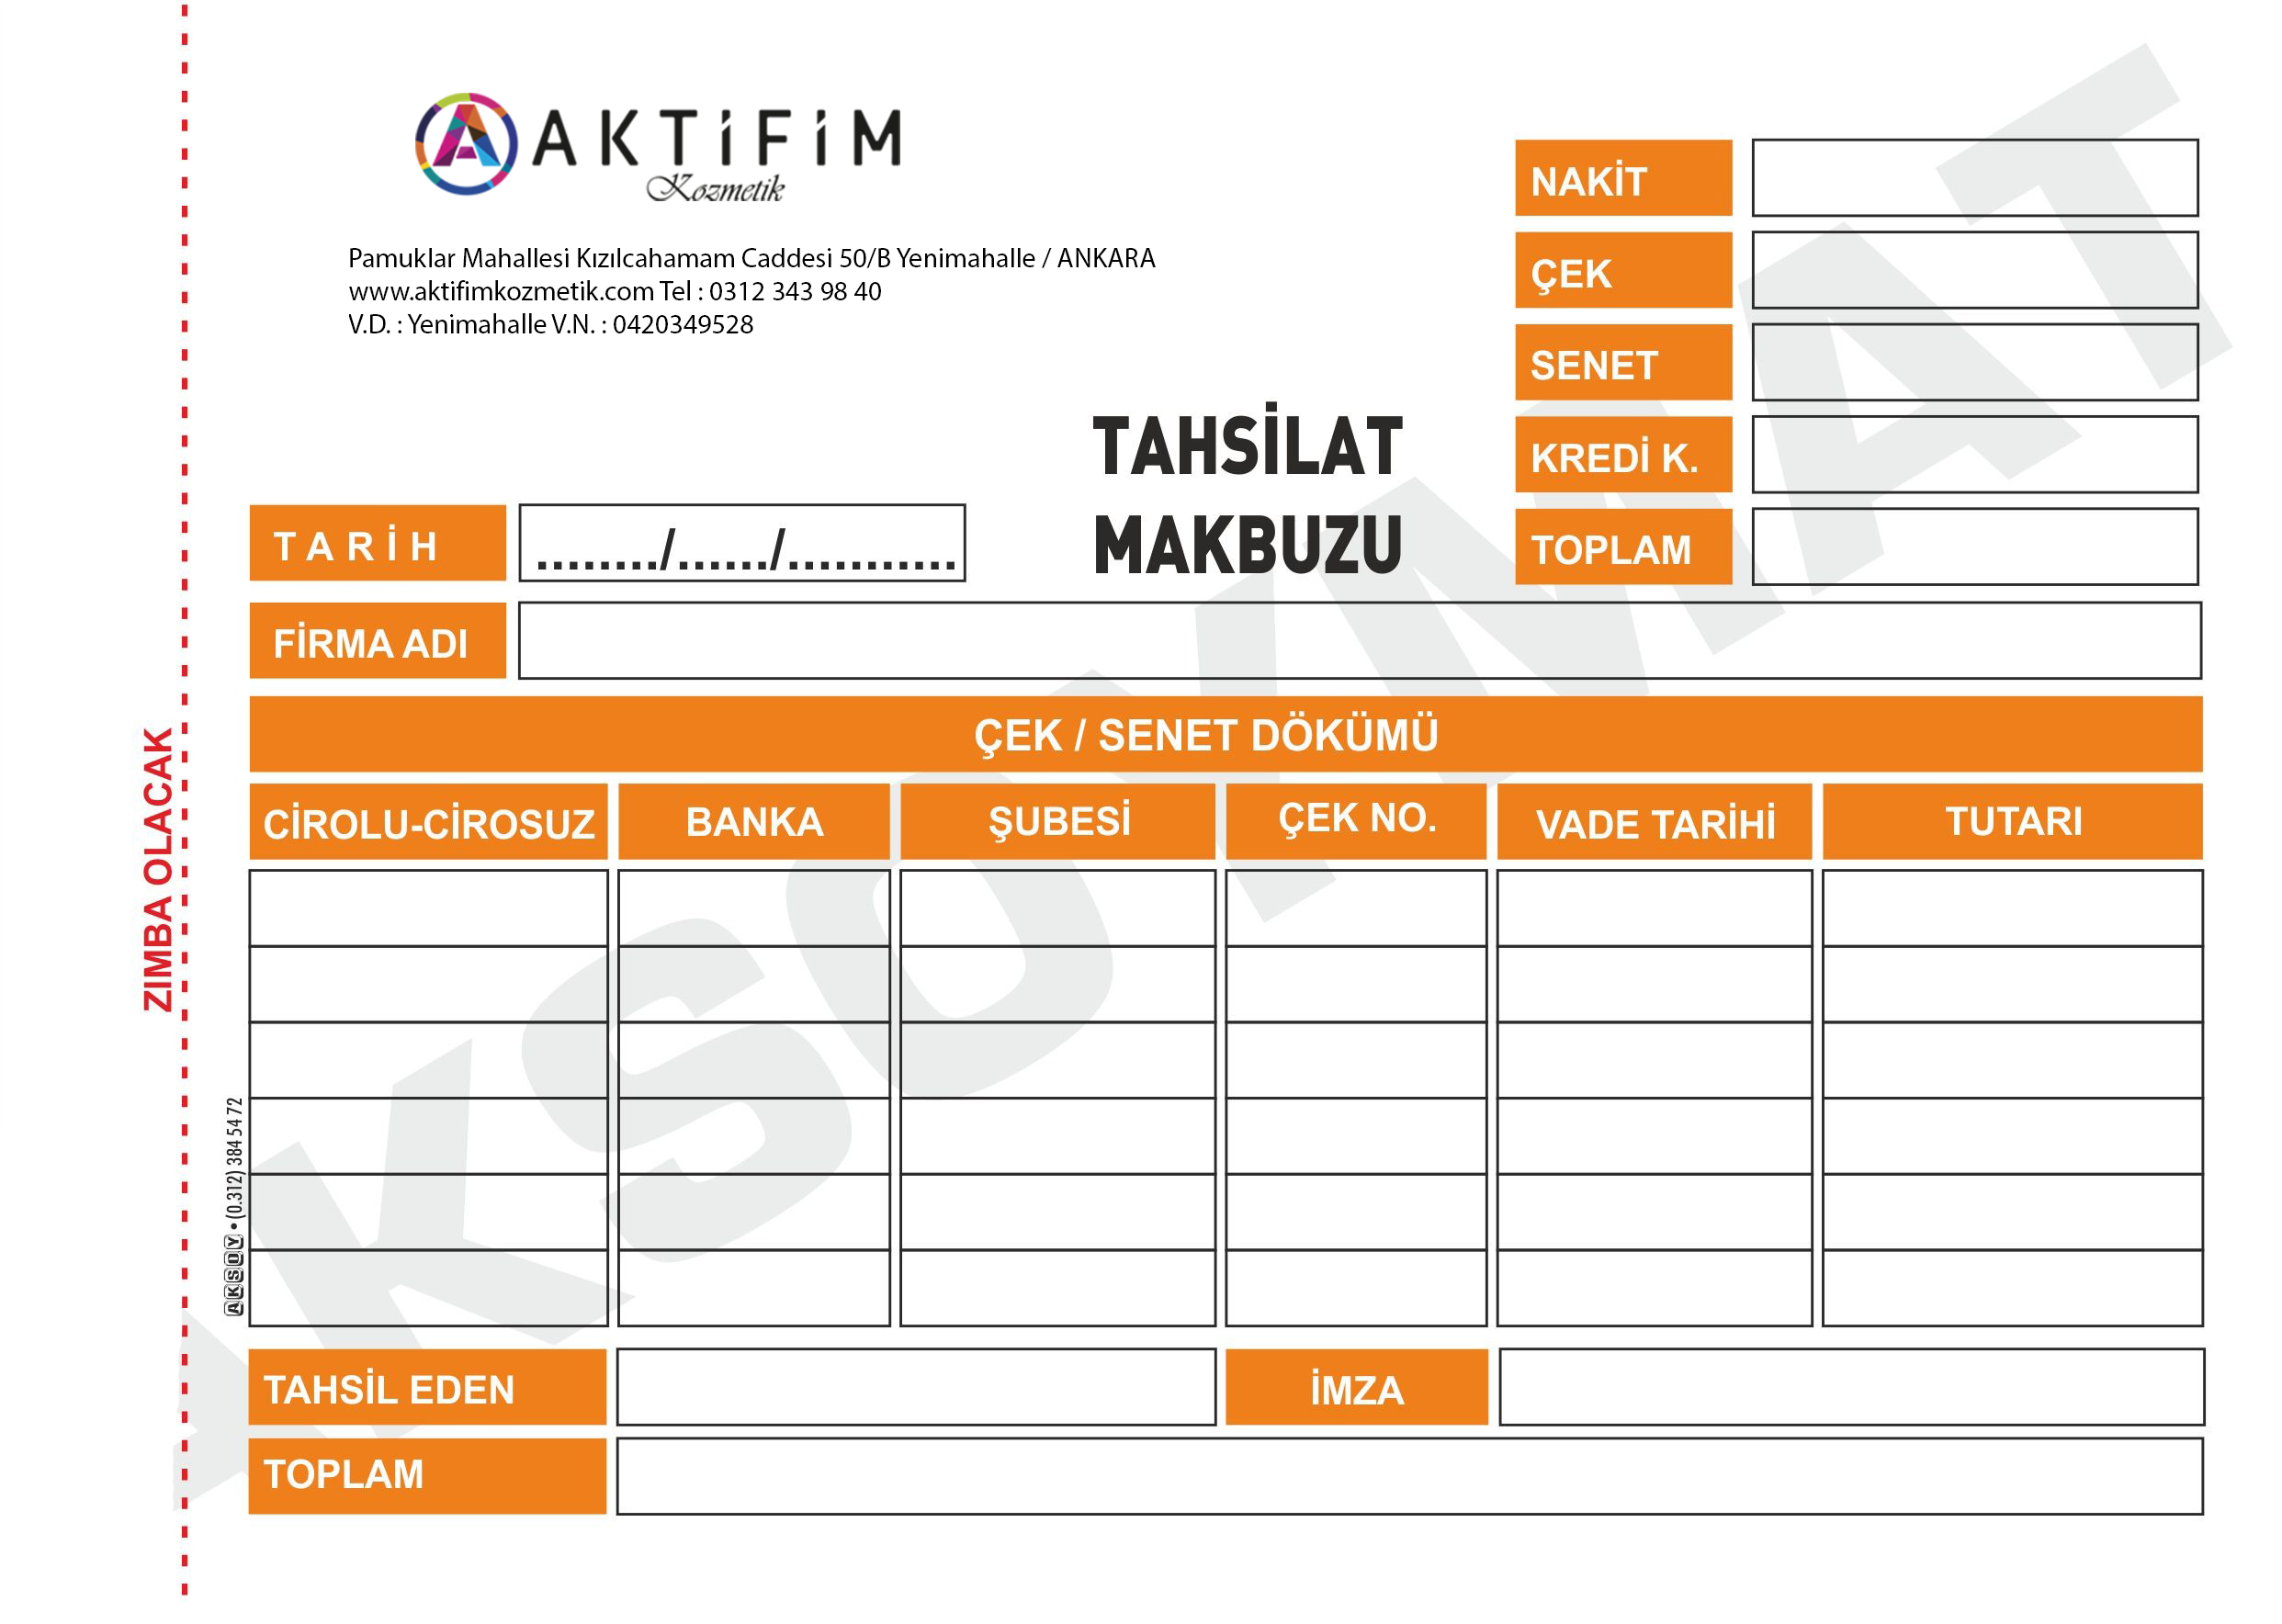 AKTiFiM
Kozmetik
Pamuklar Mahallesi Kızılcahamam Caddesi 50/B Yenimahalle / ANKARA
www.aktifimkozmetik.com Tel : 0312 343 98 40
V.D. : Yenimahalle V.N. : 0420349528
NAKİT
ÇEK
SENET
KREDİ K.
TOPLAM
TAHSİLAT
MAKBUZU
TARİH ......../....../...........
FİRMA ADI
ÇEK / SENET DÖKÜMÜ
CİROLU-CİROSUZ BANKA ŞUBESİ ÇEK NO. VADE TARİHİ TUTARI
TAHSİL EDEN İMZA
TOPLAM
ZIMBA OLACAK
AKSOY • (0.312) 384 54 72
AKSOYMAT